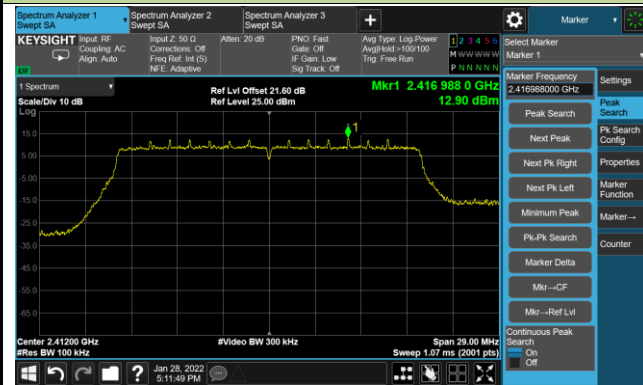 Spectrum Analyzer 1
Swept SA
Spectrum Analyzer 2
Swept SA
Spectrum Analyzer 3
Swept SA
+
Marker
KEYSIGHT
Input: RF
Coupling: AC
Align: Auto
Input Z: 50 Ω
Corrections: Off
Freq Ref: Int (S)
NFE: Adaptive
Atten: 20 dB
PNO: Fast
Gate: Off
IF Gain: Low
Sig Track: Off
Avg Type: Log-Power
Avg|Hold:>100/100
Trig: Free Run
1 2 3 4 5 6
M W W W W W
P N N N N N
LXI
Select Marker
Marker 1
1 Spectrum
Scale/Div 10 dB
Log
Ref Lvl Offset 21.60 dB
Ref Level 25.00 dBm
Mkr1 2.416 988 0 GHz
12.90 dBm
1
15.0
5.00
-5.00
-15.0
-25.0
-35.0
-45.0
-55.0
-65.0
Center 2.41200 GHz
#Res BW 100 kHz
#Video BW 300 kHz
Span 29.00 MHz
Sweep 1.07 ms (2001 pts)
Marker Frequency
2.416988000 GHz
Peak Search
Next Peak
Next Pk Right
Next Pk Left
Minimum Peak
Pk-Pk Search
Marker Delta
Mkr→CF
Mkr→Ref Lvl
Continuous Peak
Search
On
Off
Settings
Peak
Search
Pk Search
Config
Properties
Marker
Function
Marker→
Counter
?
Jan 28, 2022
5:11:49 PM